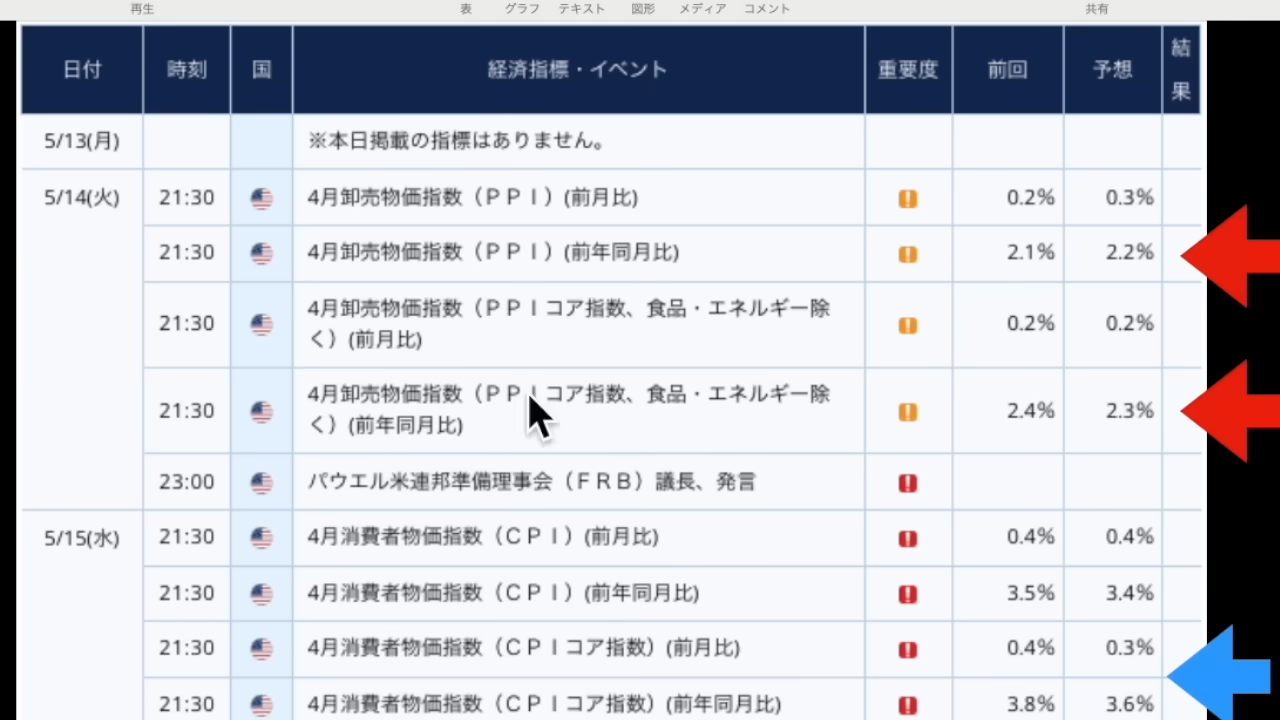 再生 表 グラフ テキスト 図形 メディア コメント 共有
日付 時刻 国 経済指標・イベント 重要度 前回 予想 結果
5/13(月) ※本日掲載の指標はありません。
5/14(火) 21:30 4月卸売物価指数（ＰＰＩ）(前月比) 0.2% 0.3%
21:30 4月卸売物価指数（ＰＰＩ）(前年同月比) 2.1% 2.2%
21:30 4月卸売物価指数（ＰＰＩコア指数、食品・エネルギー除
く）(前月比) 0.2% 0.2%
21:30 4月卸売物価指数（ＰＰＩコア指数、食品・エネルギー除
く）(前年同月比) 2.4% 2.3%
23:00 パウエル米連邦準備理事会（ＦＲＢ）議長、発言
5/15(水) 21:30 4月消費者物価指数（ＣＰＩ）(前月比) 0.4% 0.4%
21:30 4月消費者物価指数（ＣＰＩ）(前年同月比) 3.5% 3.4%
21:30 4月消費者物価指数（ＣＰＩコア指数）(前月比) 0.4% 0.3%
21:30 4月消費者物価指数（ＣＰＩコア指数）(前年同月比) 3.8% 3.6%